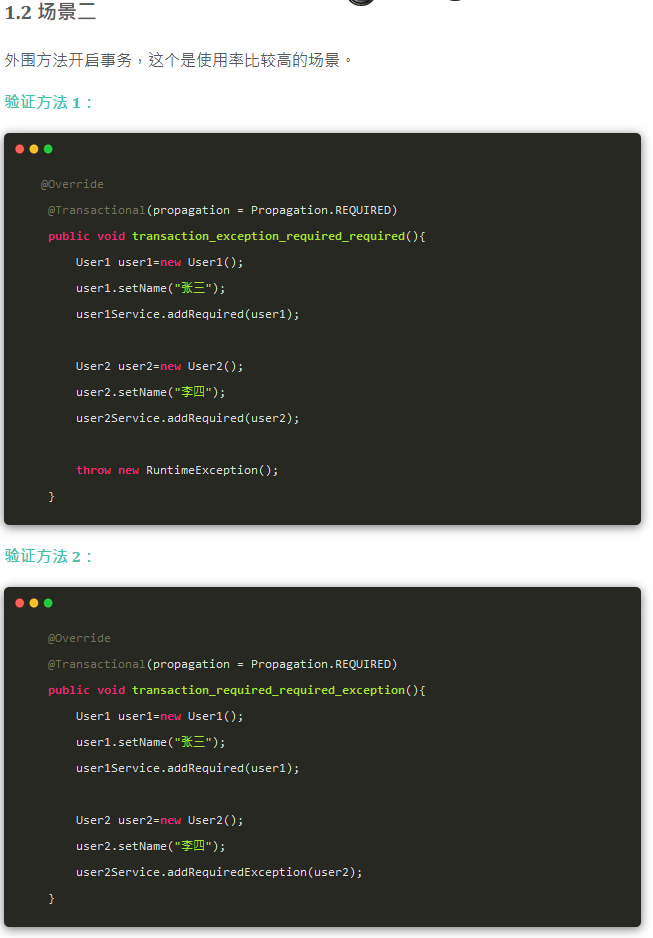 1.2 场景二
外围方法开启事务，这个是使用率比较高的场景。
验证方法 1：
@Override
@Transactional(propagation = Propagation.REQUIRED)
public void transaction_exception_required_required(){
User1 user1=new User1();
user1.setName("张三");
user1Service.addRequired(user1);
User2 user2=new User2();
user2.setName("李四");
user2Service.addRequired(user2);
throw new RuntimeException();
}
验证方法 2：
@Override
@Transactional(propagation = Propagation.REQUIRED)
public void transaction_required_required_exception(){
User1 user1=new User1();
user1.setName("张三");
user1Service.addRequired(user1);
User2 user2=new User2();
user2.setName("李四");
user2Service.addRequiredException(user2);
}